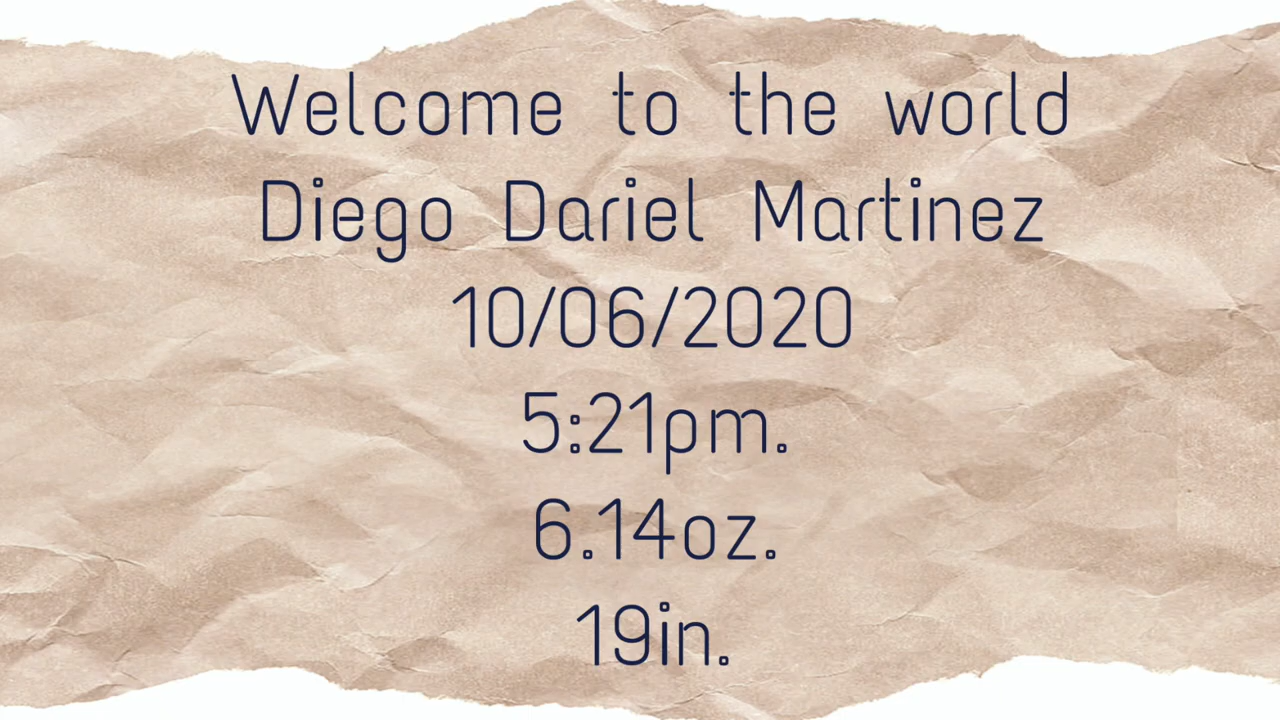 Welcome to the world
Diego Dariel Martinez
10/06/2020
5:21pm.
6.14oz.
19in.